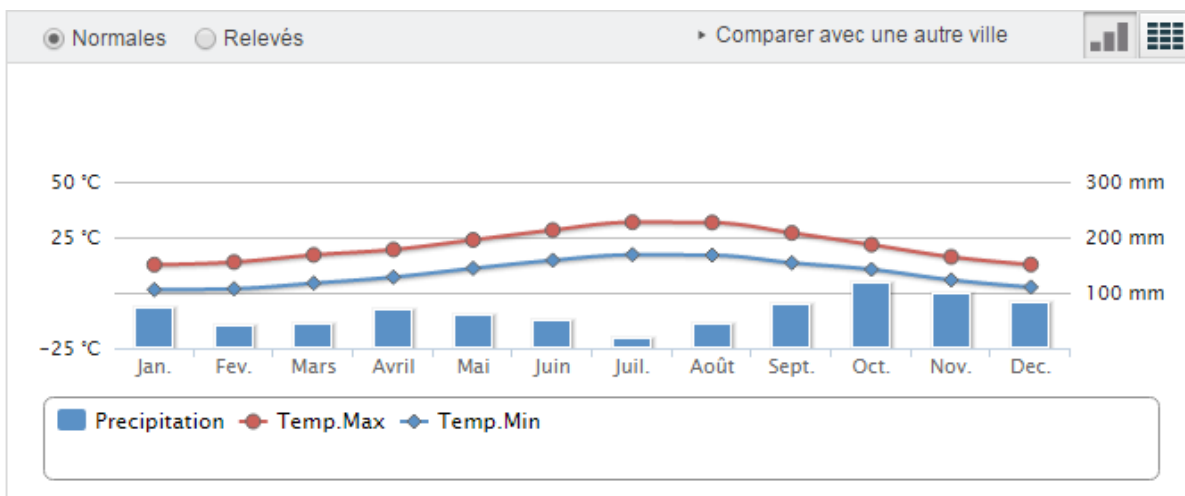 Normales Relevés Comparer avec une autre ville
50 °C 300 mm
25 °C 200 mm
100 mm
-25 °C
Jan. Fev. Mars Avril Mai Juin Juil. Août Sept. Oct. Nov. Dec.
Precipitation Temp.Max Temp.Min